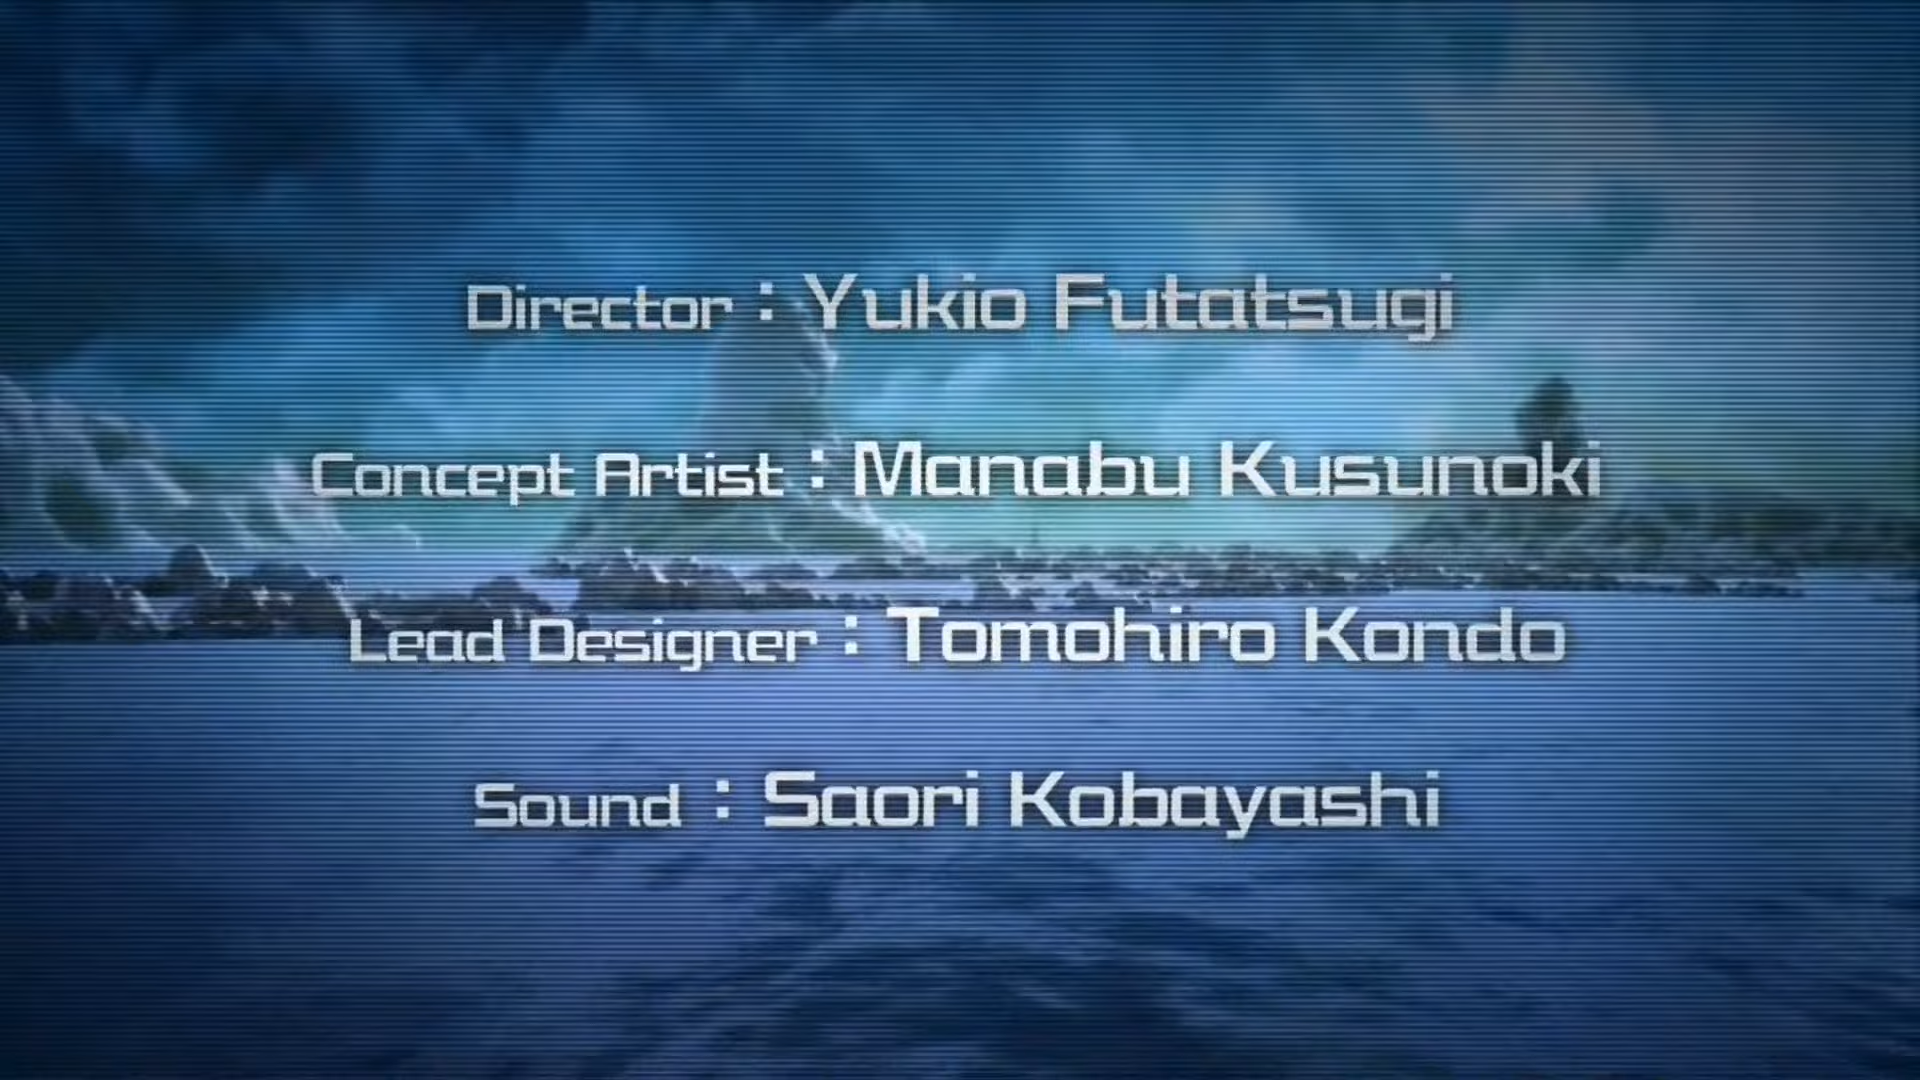 Director : Yukio Futatsugi
Concept Artist : Manabu Kusunoki
Lead Designer : Tomohiro Kondo
Sound : Saori Kobayashi